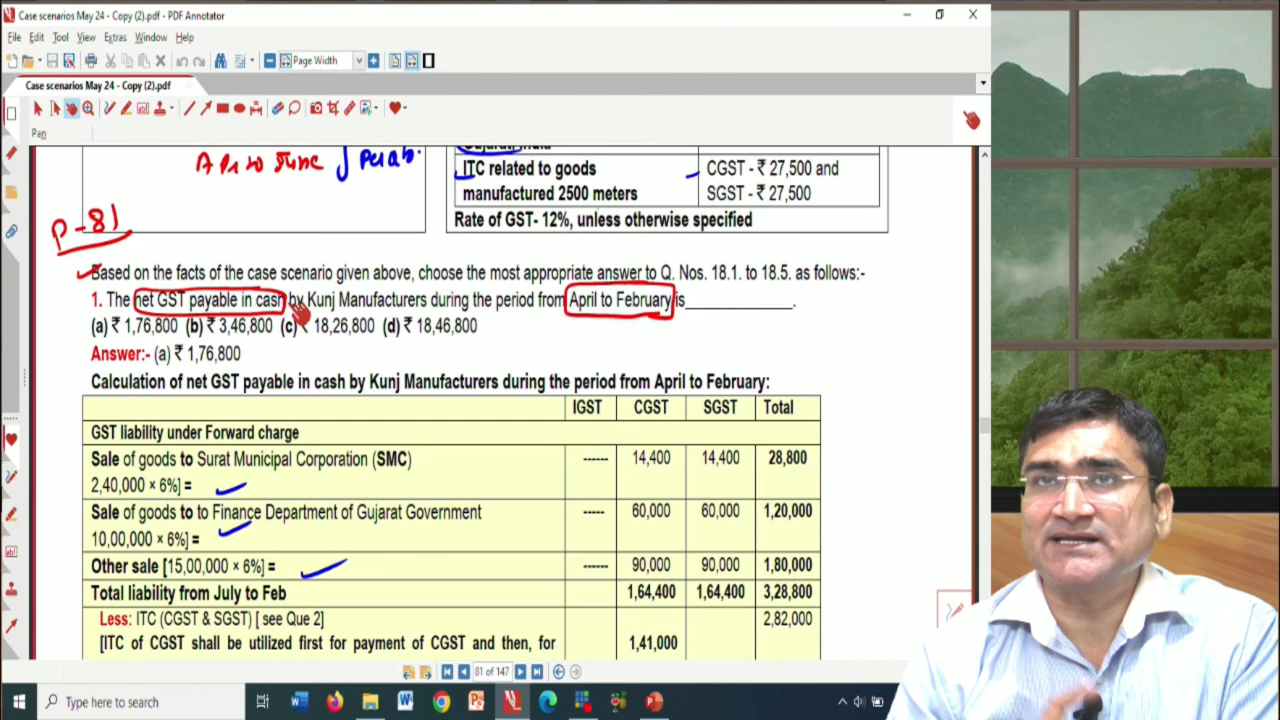 Case scenarios May 24 - Copy (2).pdf - PDF Annotator
File Edit Tool View Extras Window Help
Page Width
Case scenarios May 24 - Copy (2).pdf
Pan
April to June
Gujarat, India
ITC related to goods manufactured 2500 meters
CGST - ₹ 27,500 and SGST - ₹ 27,500
Rate of GST- 12%, unless otherwise specified
P-81
Based on the facts of the case scenario given above, choose the most appropriate answer to Q. Nos. 18.1. to 18.5. as follows:-
1. The net GST payable in cash by Kunj Manufacturers during the period from April to February is______________.
(a) ₹ 1,76,800 (b) ₹ 3,46,800 (c) ₹ 18,26,800 (d) ₹ 18,46,800
Answer:- (a) ₹ 1,76,800
Calculation of net GST payable in cash by Kunj Manufacturers during the period from April to February:
IGST CGST SGST Total
GST liability under Forward charge
Sale of goods to Surat Municipal Corporation (SMC) ------ 14,400 14,400 28,800
2,40,000 × 6%] =
Sale of goods to to Finance Department of Gujarat Government ----- 60,000 60,000 1,20,000
10,00,000 × 6%] =
Other sale [15,00,000 × 6%] = ------ 90,000 90,000 1,80,000
Total liability from July to Feb 1,64,400 1,64,400 3,28,800
Less: ITC (CGST & SGST) [ see Que 2] 2,82,000
[ITC of CGST shall be utilized first for payment of CGST and then, for 1,41,000
81 of 147
Type here to search